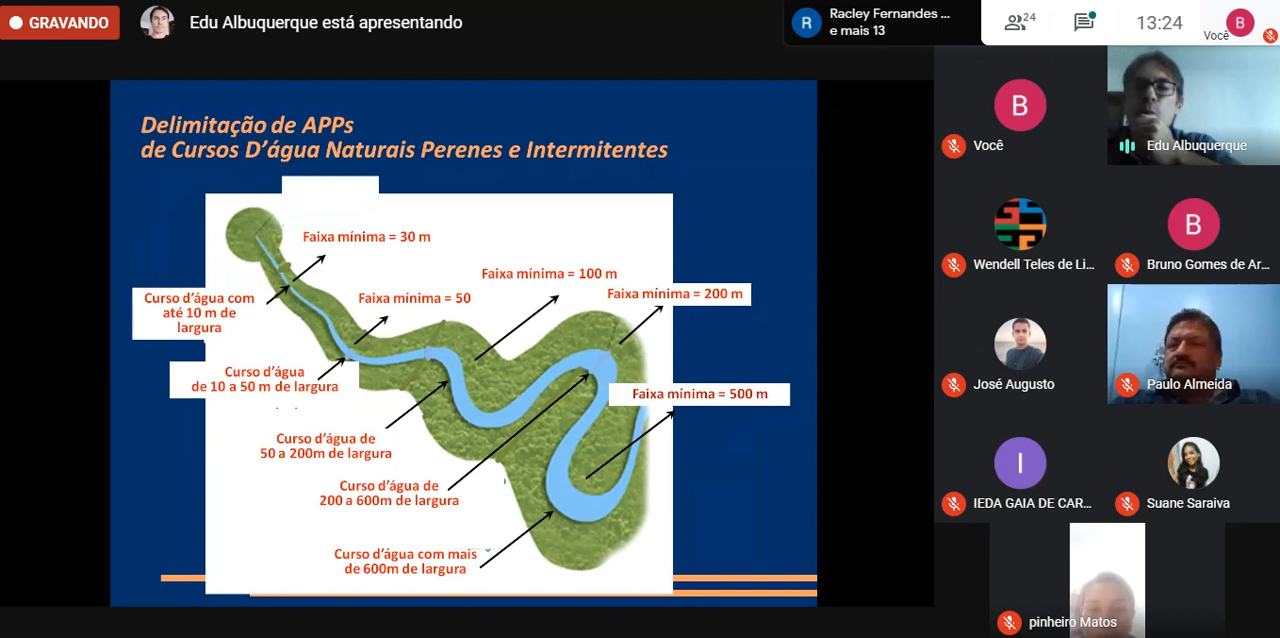 GRAVANDO
Edu Albuquerque está apresentando
R
Racley Fernandes ...
e mais 13
24
13:24
Você
B
Delimitação de APPs
de Cursos D'água Naturais Perenes e Intermitentes
Faixa mínima = 30 m
Faixa mínima = 100 m
Faixa mínima = 200 m
Curso d'água com
até 10 m de
largura
Faixa mínima = 50
Curso d'água
de 10 a 50 m de largura
Faixa mínima = 500 m
Curso d'água de
50 a 200m de largura
Curso d'água de
200 a 600m de largura
Curso d'água com mais
de 600m de largura
B
Você
Edu Albuquerque
Wendell Teles de Li...
B
Bruno Gomes de Ar...
José Augusto
Paulo Almeida
I
IEDA GAIA DE CAR...
Suane Saraiva
pinheiro Matos